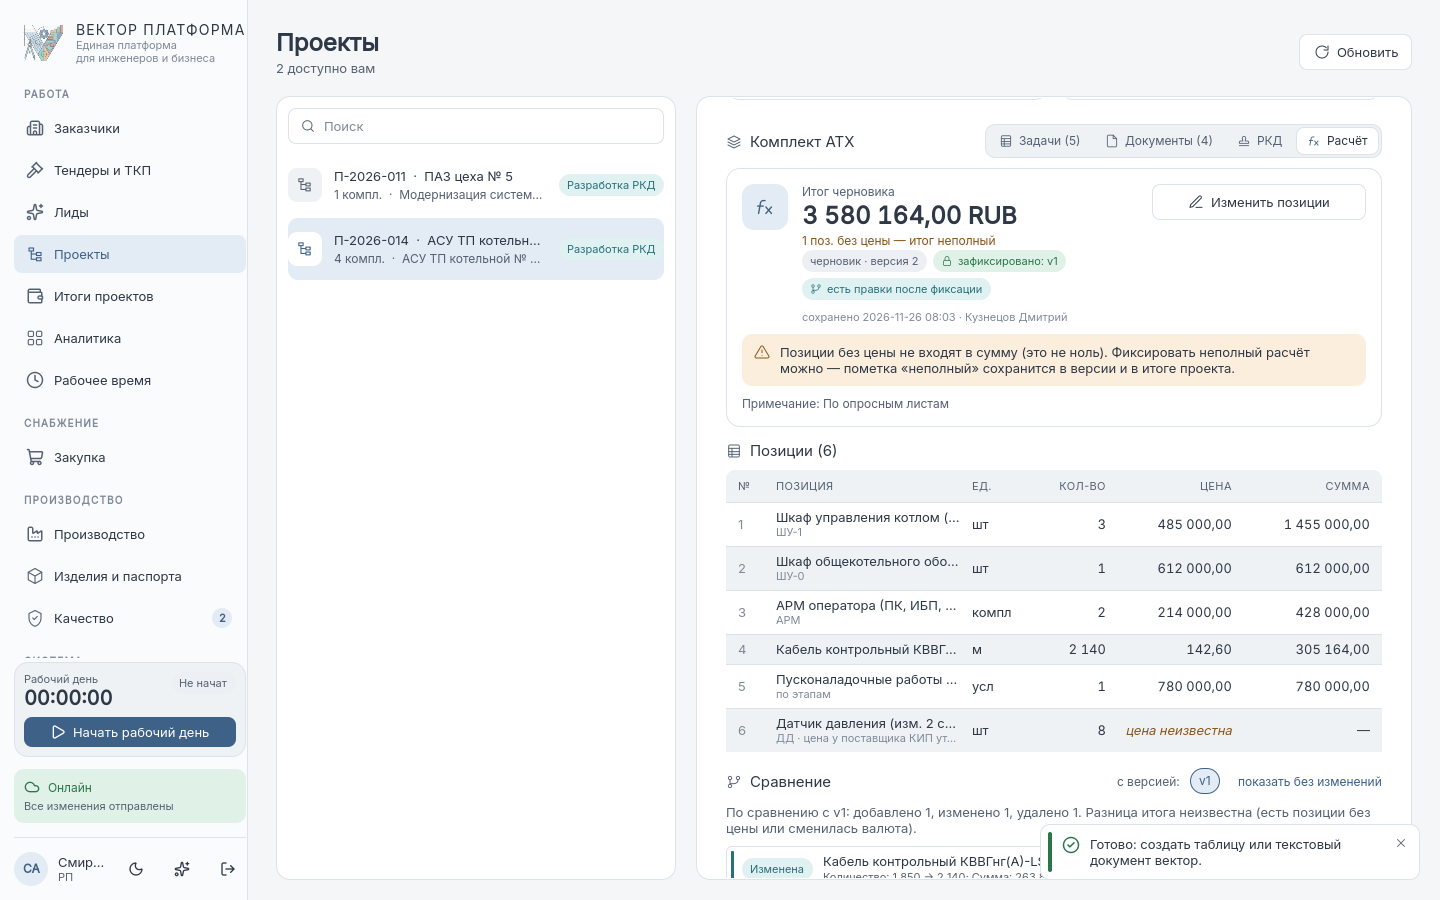 ВЕКТОР ПЛАТФОРМА
Единая платформа
для инженеров и бизнеса
РАБОТА
Заказчики
Тендеры и ТКП
Лиды
Проекты
Итоги проектов
Аналитика
Рабочее время
СНАБЖЕНИЕ
Закупка
ПРОИЗВОДСТВО
Производство
Изделия и паспорта
Качество 2
Рабочий день
Не начат
00:00:00
Начать рабочий день
Онлайн
Все изменения отправлены
СА
Смир...
РП
Проекты
2 доступно вам
Обновить
Поиск
П-2026-011 · ПАЗ цеха № 5
1 компл. · Модернизация систем...
Разработка РКД
П-2026-014 · АСУ ТП котельн...
4 компл. · АСУ ТП котельной № ...
Разработка РКД
Комплект АТХ
Задачи (5) Документы (4) РКД Расчёт
Итог черновика
3 580 164,00 RUB
Изменить позиции
1 поз. без цены — итог неполный
черновик · версия 2 зафиксировано: v1
есть правки после фиксации
сохранено 2026-11-26 08:03 · Кузнецов Дмитрий
Позиции без цены не входят в сумму (это не ноль). Фиксировать неполный расчёт
можно — пометка «неполный» сохранится в версии и в итоге проекта.
Примечание: По опросным листам
Позиции (6)
№ ПОЗИЦИЯ ЕД. КОЛ-ВО ЦЕНА СУММА
1 Шкаф управления котлом (... шт 3 485 000,00 1 455 000,00
ШУ-1
2 Шкаф общекотельного обо... шт 1 612 000,00 612 000,00
ШУ-0
3 АРМ оператора (ПК, ИБП, ... компл 2 214 000,00 428 000,00
АРМ
4 Кабель контрольный КВВГ... м 2 140 142,60 305 164,00
5 Пусконаладочные работы ... усл 1 780 000,00 780 000,00
по этапам
6 Датчик давления (изм. 2 с... шт 8 цена неизвестна —
ДД · цена у поставщика КИП ут...
Сравнение
с версией: v1 показать без изменений
По сравнению с v1: добавлено 1, изменено 1, удалено 1. Разница итога неизвестна (есть позиции без
цены или сменилась валюта).
Изменена
Кабель контрольный КВВГнг(А)-LS
Количество: 1 850 → 2 140; Сумма: 263 8
Готово: создать таблицу или текстовый
документ вектор.